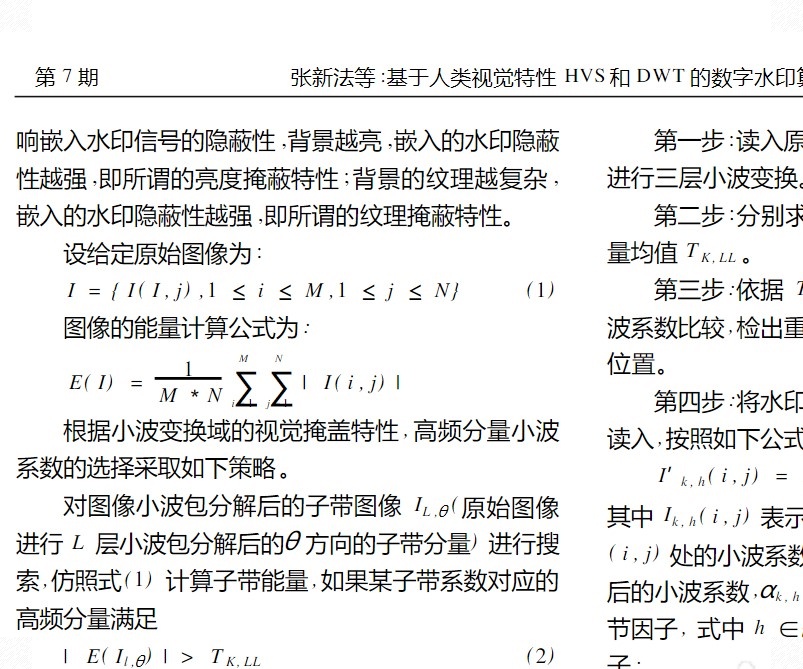 第7期 张新法等:基于人类视觉特性 HVS和DWT的数字水印
响嵌入水印信号的隐蔽性,背景越亮,嵌入的水印隐蔽
性越强,即所谓的亮度掩蔽特性;背景的纹理越复杂,
嵌入的水印隐蔽性越强,即所谓的纹理掩蔽特性。
设给定原始图像为:
I = { I( I,j) ,1 ≤ i ≤ M ,1 ≤ j ≤ N} (1)
图像的能量计算公式为:
E( I) = 1/(M * N) ∑_i^M ∑_j^N | I( i,j) |
根据小波变换域的视觉掩盖特性,高频分量小波
系数的选择采取如下策略。
对图像小波包分解后的子带图像 I_{L,θ}(原始图像
进行 L 层小波包分解后的θ方向的子带分量) 进行搜
索,仿照式(1) 计算子带能量,如果某子带系数对应的
高频分量满足
| E( I_{l,θ}) | > T_{K,LL} (2)
第一步:读入原
进行三层小波变换。
第二步:分别求
量均值 T_{K,LL}。
第三步:依据 T
波系数比较,检出重
位置。
第四步:将水印
读入,按照如下公式
I′_{k,h}( i,j) =
其中 I_{k,h}( i,j) 表示
( i,j) 处的小波系数
后的小波系数,α_{k,h}
节因子, 式中 h ∈
子: